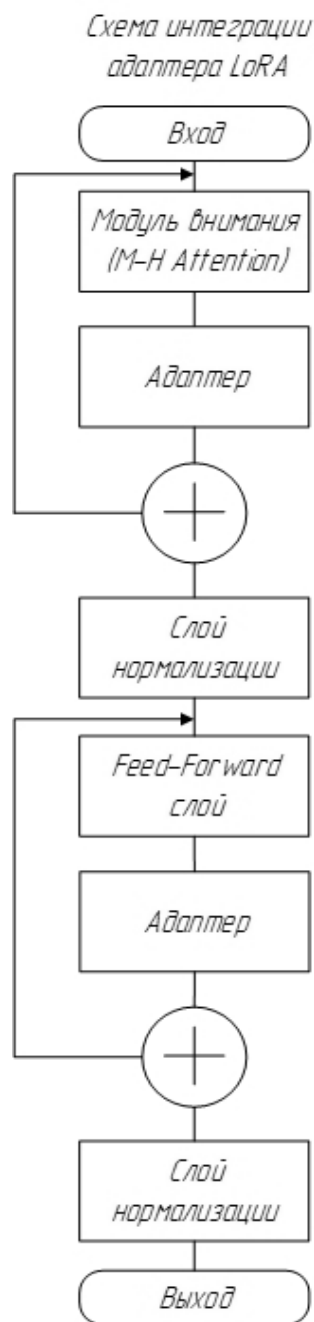 Схема интеграции
адаптера LoRA
Вход
Модуль внимания
(M-H Attention)
Адаптер
Слой
нормализации
Feed-Forward
слой
Адаптер
Слой
нормализации
Выход